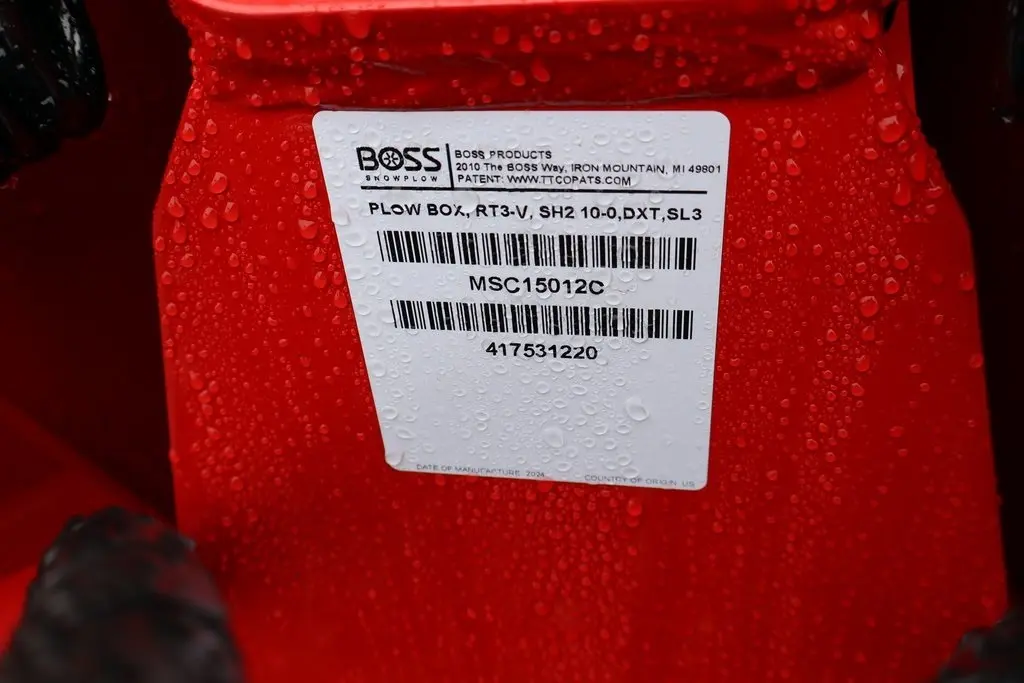 BOSS
SNOWPLOW
BOSS PRODUCTS
2010 The BOSS Way, IRON MOUNTAIN, MI 49801
PATENT: WWW.TTCOPATS.COM
PLOW BOX, RT3-V, SH2 10-0,DXT,SL3
MSC15012C
417531220
DATE OF MANUFACTURE 2024
COUNTRY OF ORIGIN US